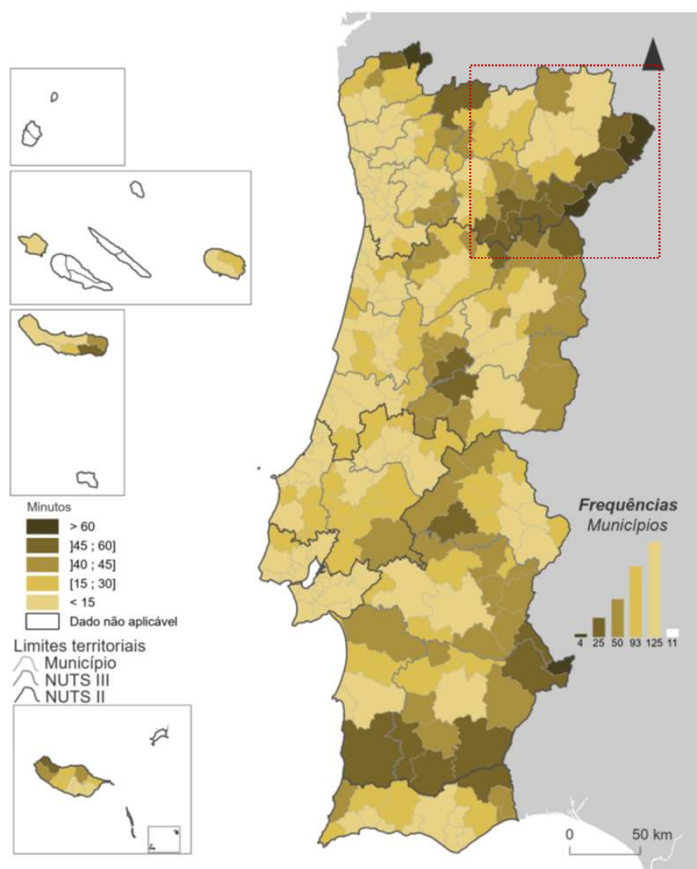 Minutos
> 60
]45 ; 60]
]40 ; 45]
[15 ; 30]
< 15
Dado não aplicável
Limites territoriais
Município
NUTS III
NUTS II
Frequências
Municípios
4 25 50 93 125 11
0 50 km